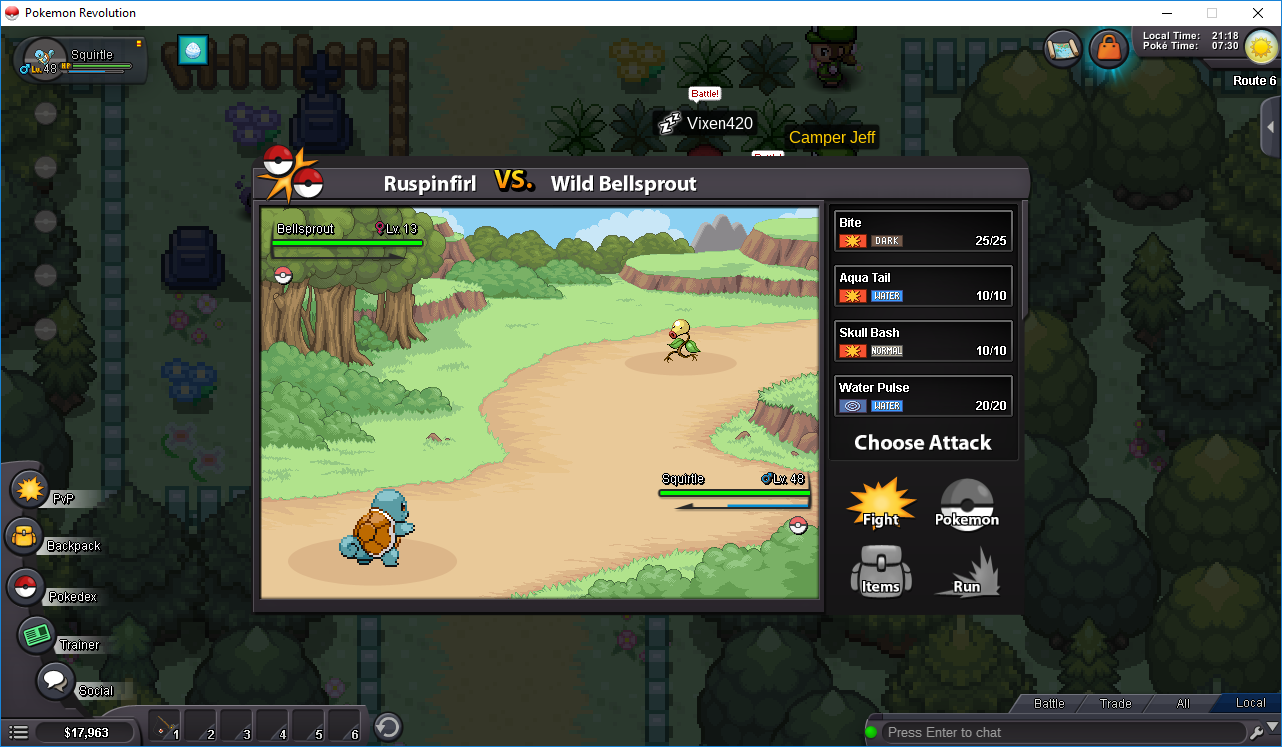 Pokemon Revolution
Squirtle
Lv. 48 HP
Local Time: 21:18
Poké Time: 07:30
Route 6
Battle!
Vixen420
Camper Jeff
Ruspinfirl VS. Wild Bellsprout
Bellsprout Lv. 13
Bite
DARK 25/25
Aqua Tail
WATER 10/10
Skull Bash
NORMAL 10/10
Water Pulse
WATER 20/20
Choose Attack
Squirtle Lv. 48
Fight
Pokemon
Items
Run
PvP
Backpack
Pokedex
Trainer
Social
$17,963
1 2 3 4 5 6
Battle Trade All Local
Press Enter to chat